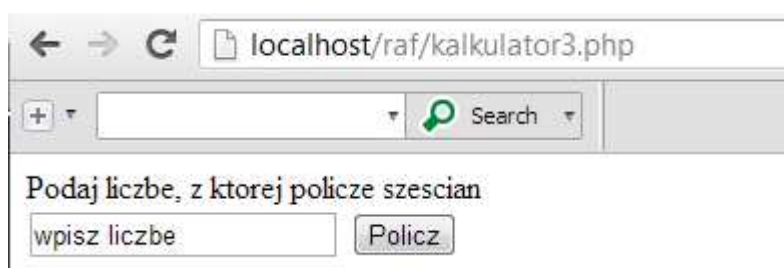 localhost/raf/kalkulator3.php
Search
Podaj liczbe, z ktorej policze szescian
wpisz liczbe Policz